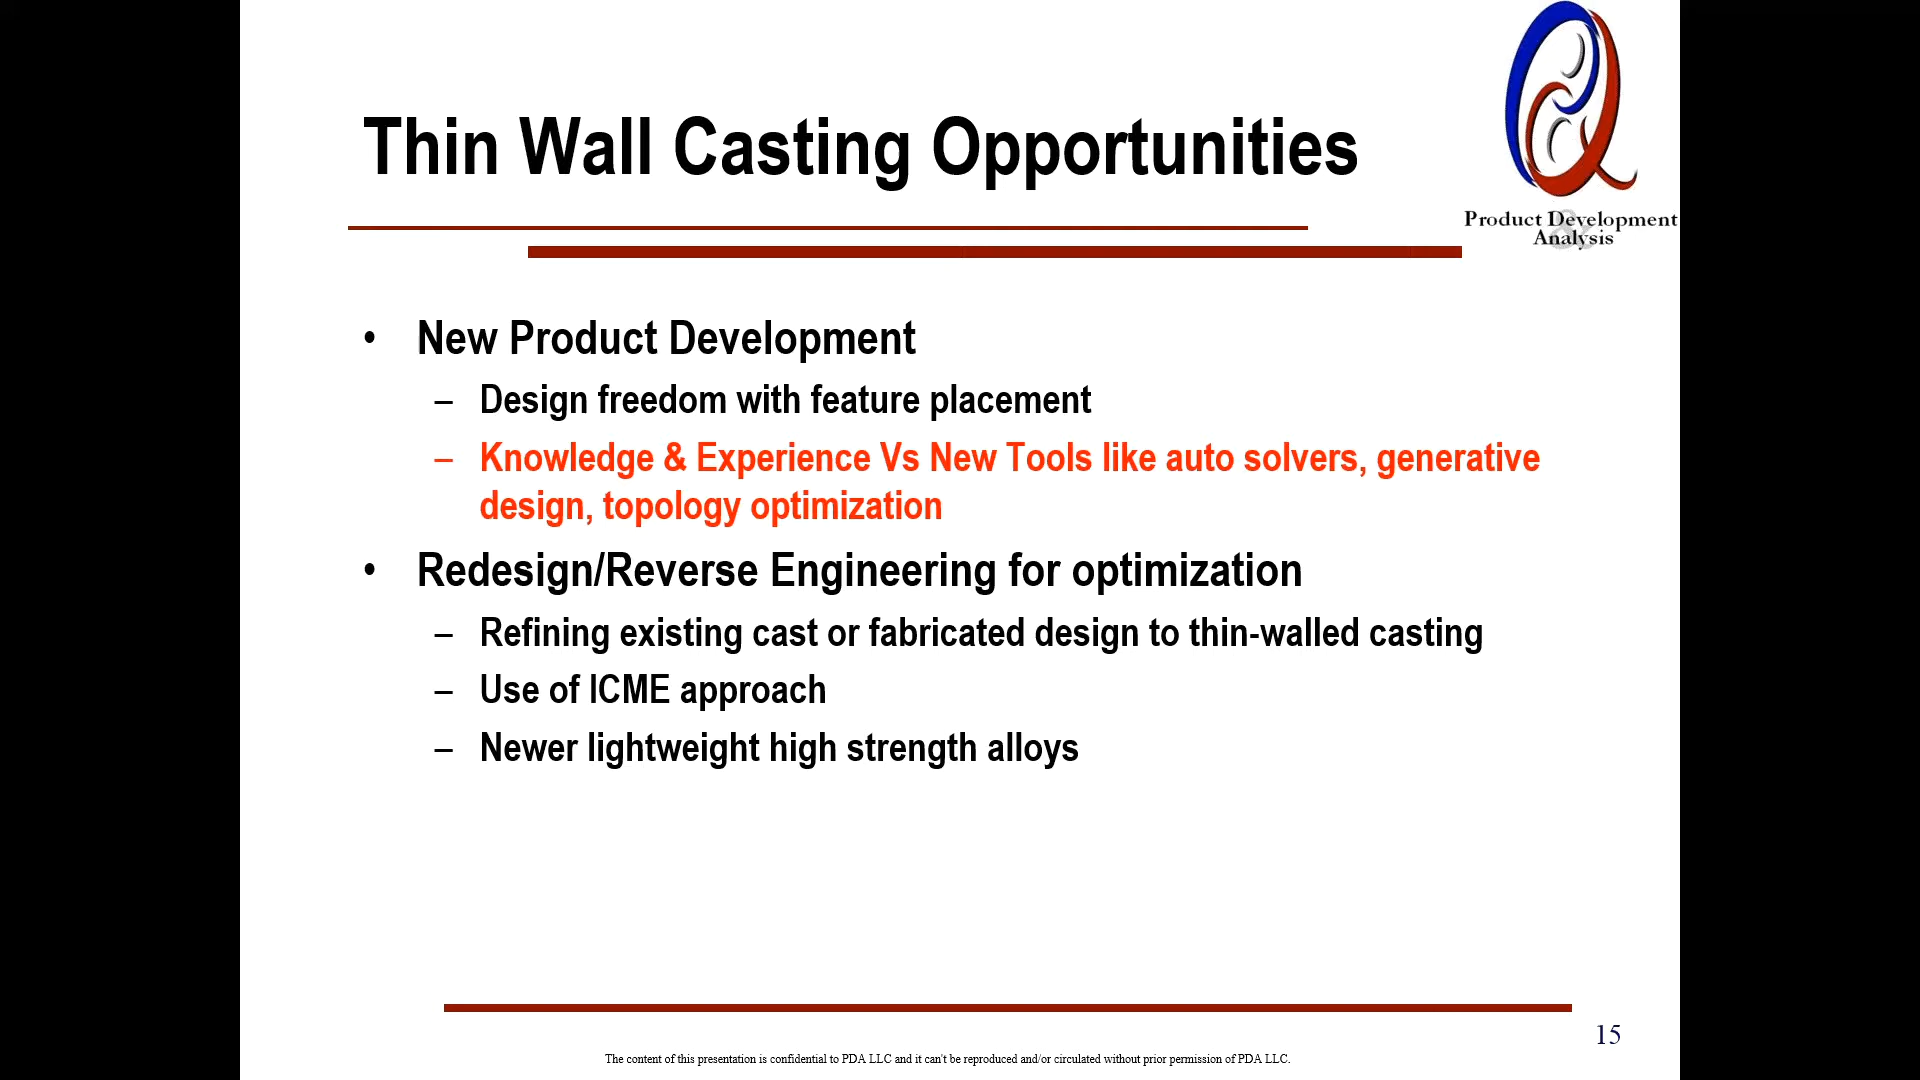 Thin Wall Casting Opportunities
Product Development
&
Analysis
• New Product Development
– Design freedom with feature placement
– Knowledge & Experience Vs New Tools like auto solvers, generative
design, topology optimization
• Redesign/Reverse Engineering for optimization
– Refining existing cast or fabricated design to thin-walled casting
– Use of ICME approach
– Newer lightweight high strength alloys
15
The content of this presentation is confidential to PDA LLC and it can't be reproduced and/or circulated without prior permission of PDA LLC.